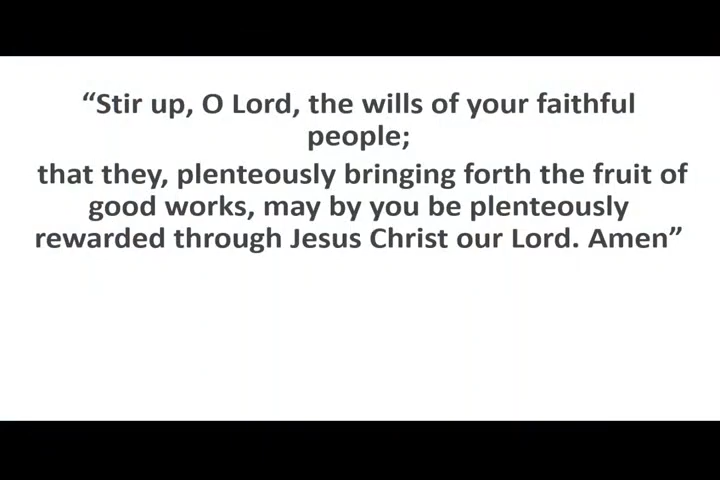 “Stir up, O Lord, the wills of your faithful
people;
that they, plenteously bringing forth the fruit of
good works, may by you be plenteously
rewarded through Jesus Christ our Lord. Amen”